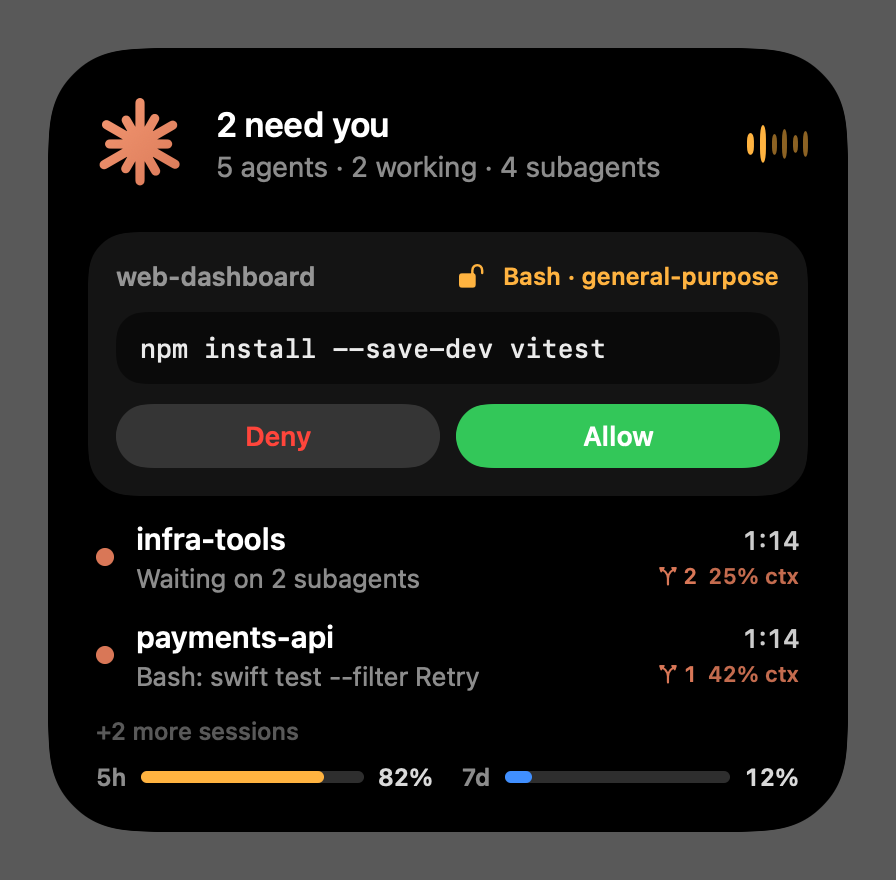 2 need you
5 agents · 2 working · 4 subagents
web-dashboard
Bash · general-purpose
npm install --save-dev vitest
Deny
Allow
infra-tools
1:14
Waiting on 2 subagents
2 25% ctx
payments-api
1:14
Bash: swift test --filter Retry
1 42% ctx
+2 more sessions
5h 82% 7d 12%